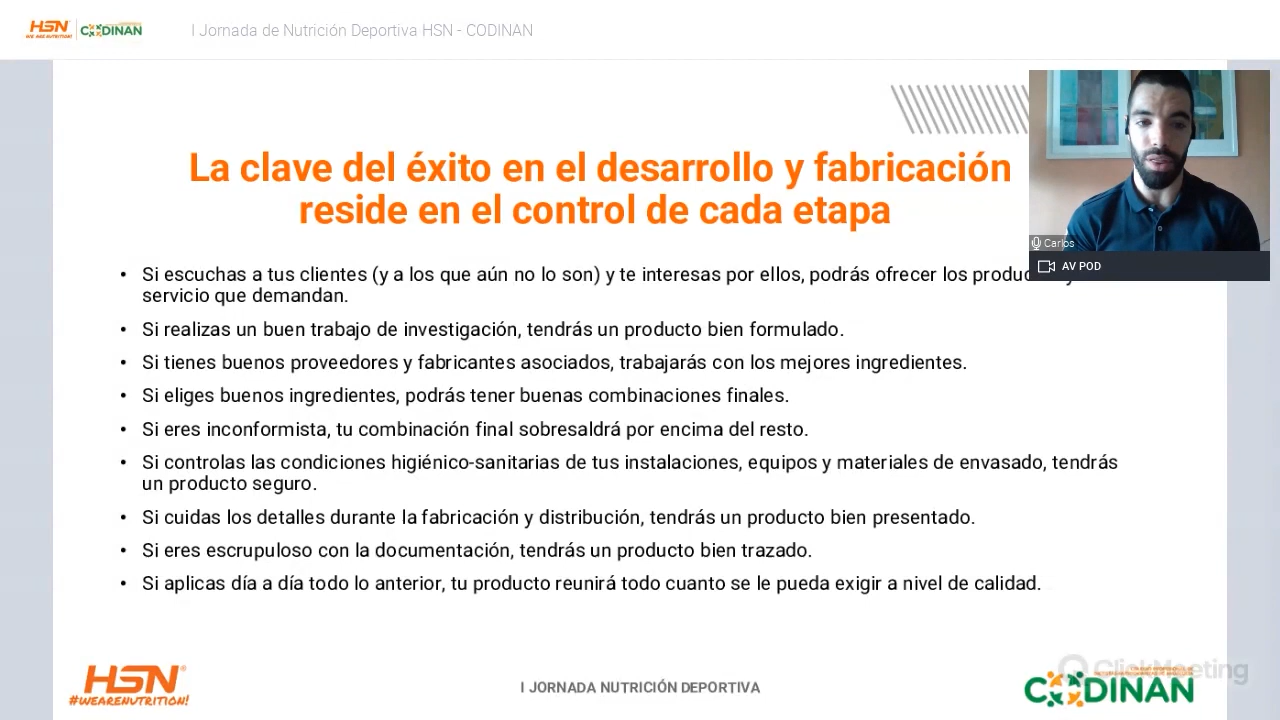 HSN
CODINAN
I Jornada de Nutrición Deportiva HSN - CODINAN
La clave del éxito en el desarrollo y fabricación
reside en el control de cada etapa
Carlos
AV POD
• Si escuchas a tus clientes (y a los que aún no lo son) y te interesas por ellos, podrás ofrecer los
servicio que demandan.
• Si realizas un buen trabajo de investigación, tendrás un producto bien formulado.
• Si tienes buenos proveedores y fabricantes asociados, trabajarás con los mejores ingredientes.
• Si eliges buenos ingredientes, podrás tener buenas combinaciones finales.
• Si eres inconformista, tu combinación final sobresaldrá por encima del resto.
• Si controlas las condiciones higiénico-sanitarias de tus instalaciones, equipos y materiales de envasado, tendrás
un producto seguro.
• Si cuidas los detalles durante la fabricación y distribución, tendrás un producto bien presentado.
• Si eres escrupuloso con la documentación, tendrás un producto bien trazado.
• Si aplicas día a día todo lo anterior, tu producto reunirá todo cuanto se le pueda exigir a nivel de calidad.
HSN®
#WEARENUTRITION!
I JORNADA NUTRICIÓN DEPORTIVA
ClickMeeting
CODINAN